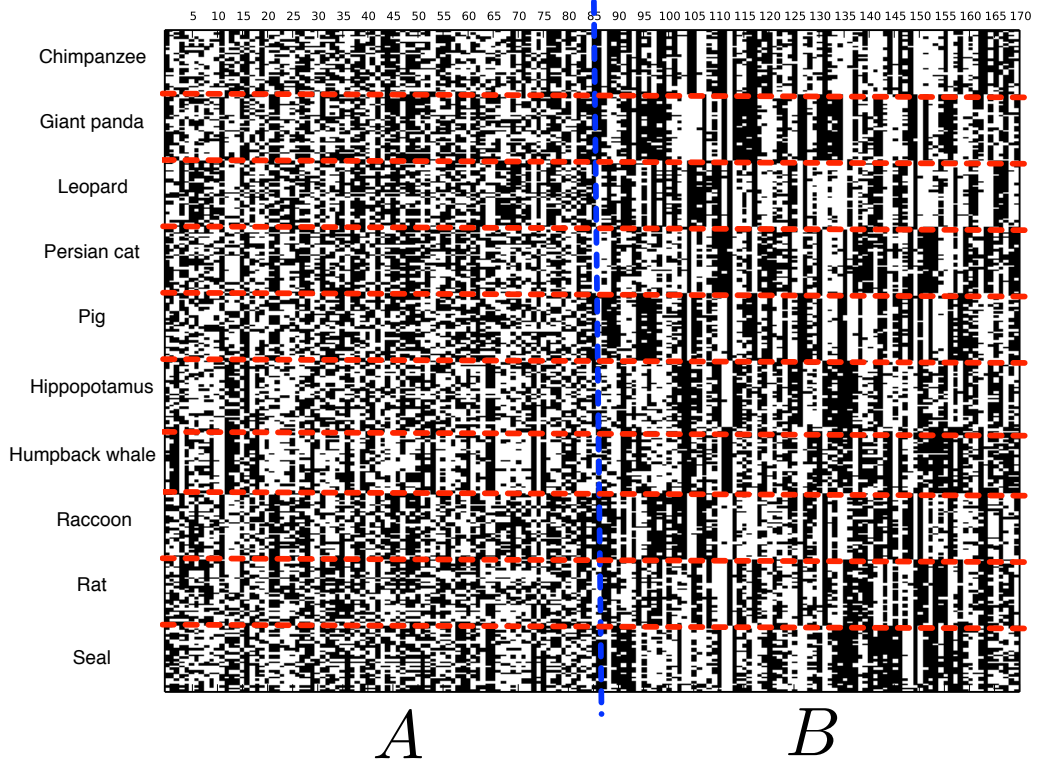 5 10 15 20 25 30 35 40 45 50 55 60 65 70 75 80 85 90 95 100 105 110 115 120 125 130 135 140 145 150 155 160 165 170
Chimpanzee
Giant panda
Leopard
Persian cat
Pig
Hippopotamus
Humpback whale
Raccoon
Rat
Seal
A B